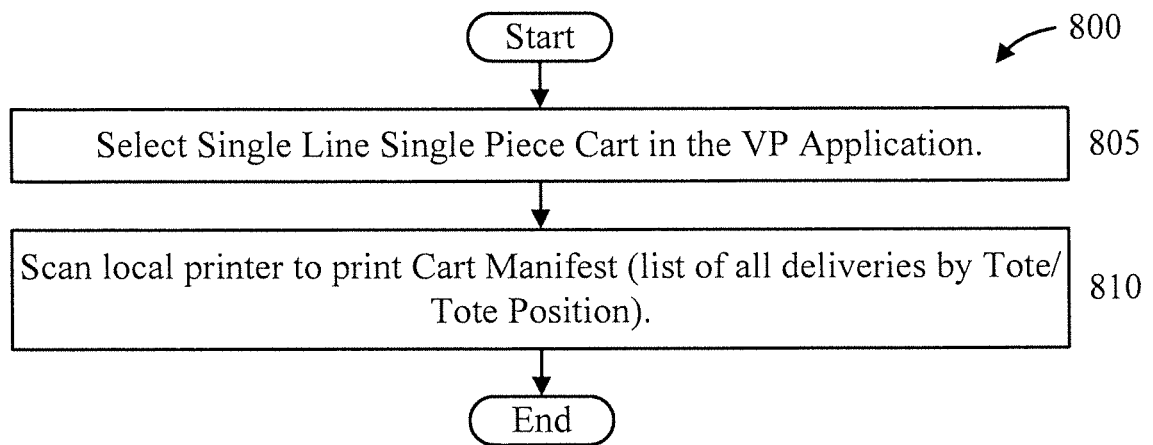 Start
800
Select Single Line Single Piece Cart in the VP Application.
805
Scan local printer to print Cart Manifest (list of all deliveries by Tote/
Tote Position).
810
End